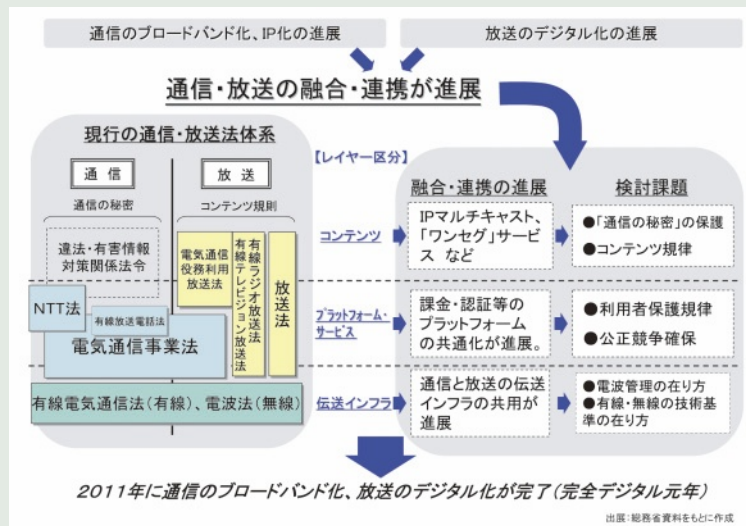 通信のブロードバンド化、IP化の進展
放送のデジタル化の進展
通信・放送の融合・連携が進展
現行の通信・放送法体系
通信
放送
通信の秘密
コンテンツ規則
違法・有害情報
対策関係法令
NTT法
有線放送電話法
電気通信事業法
電気通信
役務利用
放送法
有線ラジオ放送法
有線テレビジョン放送法
放送法
有線電気通信法(有線)、電波法(無線)
【レイヤー区分】
コンテンツ
プラットフォーム・
サービス
伝送インフラ
融合・連携の進展
IPマルチキャスト、
「ワンセグ」サービ
ス など
課金・認証等の
プラットフォーム
の共通化が進展。
通信と放送の伝送
インフラの共用が
進展
検討課題
●「通信の秘密」の保護
●コンテンツ規律
●利用者保護規律
●公正競争確保
●電波管理の在り方
●有線・無線の技術基
準の在り方
2011年に通信のブロードバンド化、放送のデジタル化が完了(完全デジタル元年)
出展:総務省資料をもとに作成